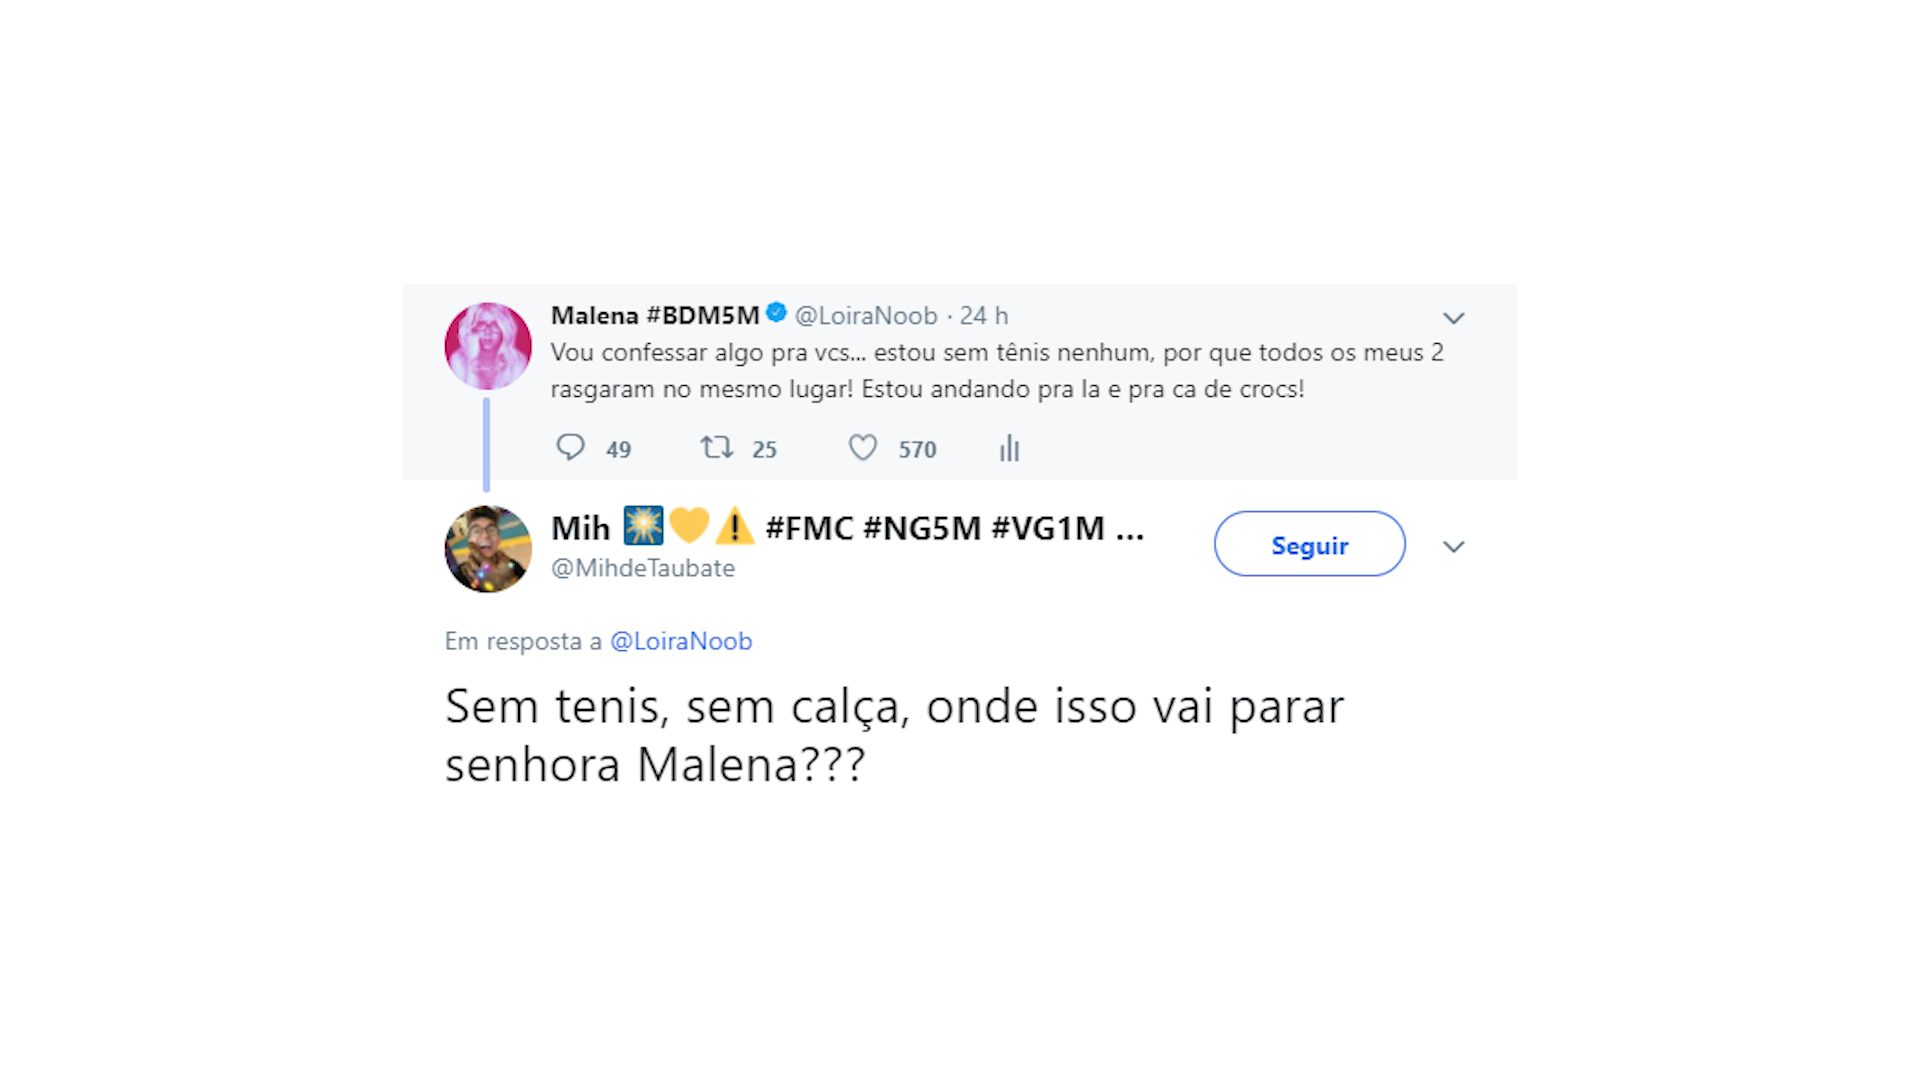 Malena #BDM5M @LoiraNoob · 24 h
Vou confessar algo pra vcs... estou sem tênis nenhum, por que todos os meus 2
rasgaram no mesmo lugar! Estou andando pra la e pra ca de crocs!
49 25 570
Mih 🎇💛⚠️ #FMC #NG5M #VG1M ...
Seguir
@MihdeTaubate
Em resposta a @LoiraNoob
Sem tenis, sem calça, onde isso vai parar
senhora Malena???